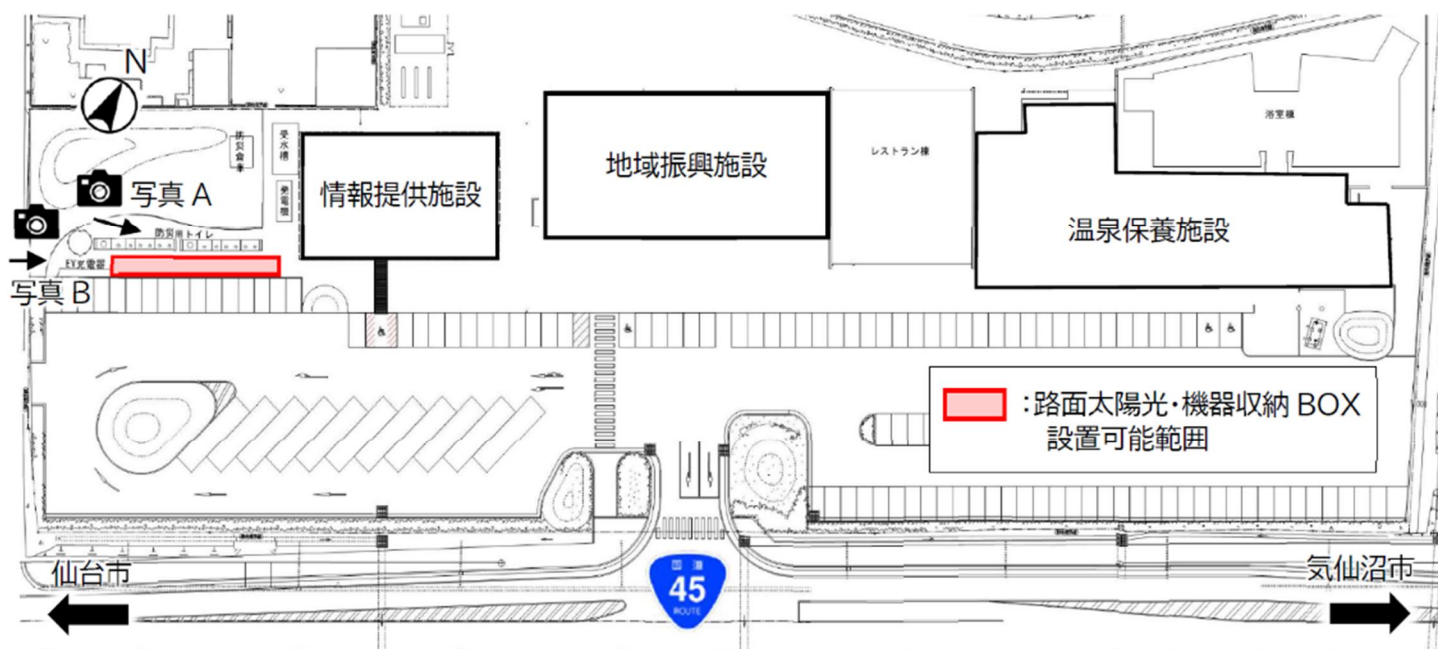 N
写真 A
防災倉庫
受水槽
発電機
情報提供施設
地域振興施設
レストラン棟
浴室棟
温泉保養施設
防災用トイレ
EV充電器
写真 B
:路面太陽光・機器収納 BOX
設置可能範囲
仙台市
国道
45
ROUTE
気仙沼市